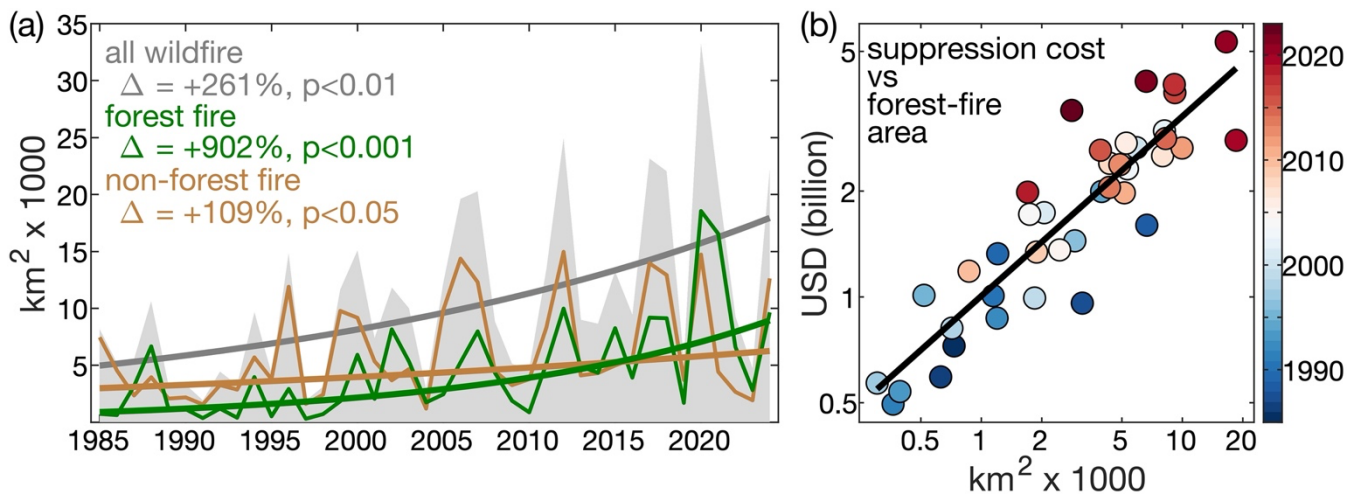 (a)
35
30
25
20
15
10
5
km² x 1000
all wildfire
Δ = +261%, p<0.01
forest fire
Δ = +902%, p<0.001
non-forest fire
Δ = +109%, p<0.05
1985 1990 1995 2000 2005 2010 2015 2020
(b)
suppression cost
vs
forest-fire
area
5
2
1
0.5
USD (billion)
0.5 1 2 5 10 20
km² x 1000
2020
2010
2000
1990